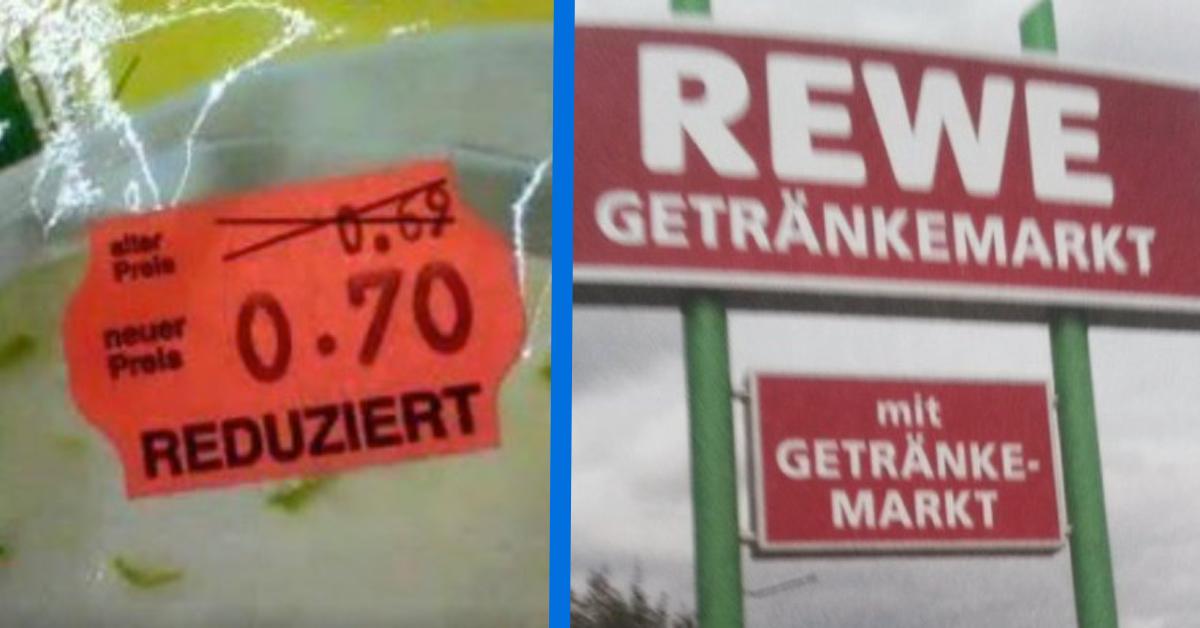 alter
Preis
0.69
neuer
Preis
0.70
REDUZIERT
REWE
GETRÄNKEMARKT
mit
GETRÄNKE-
MARKT